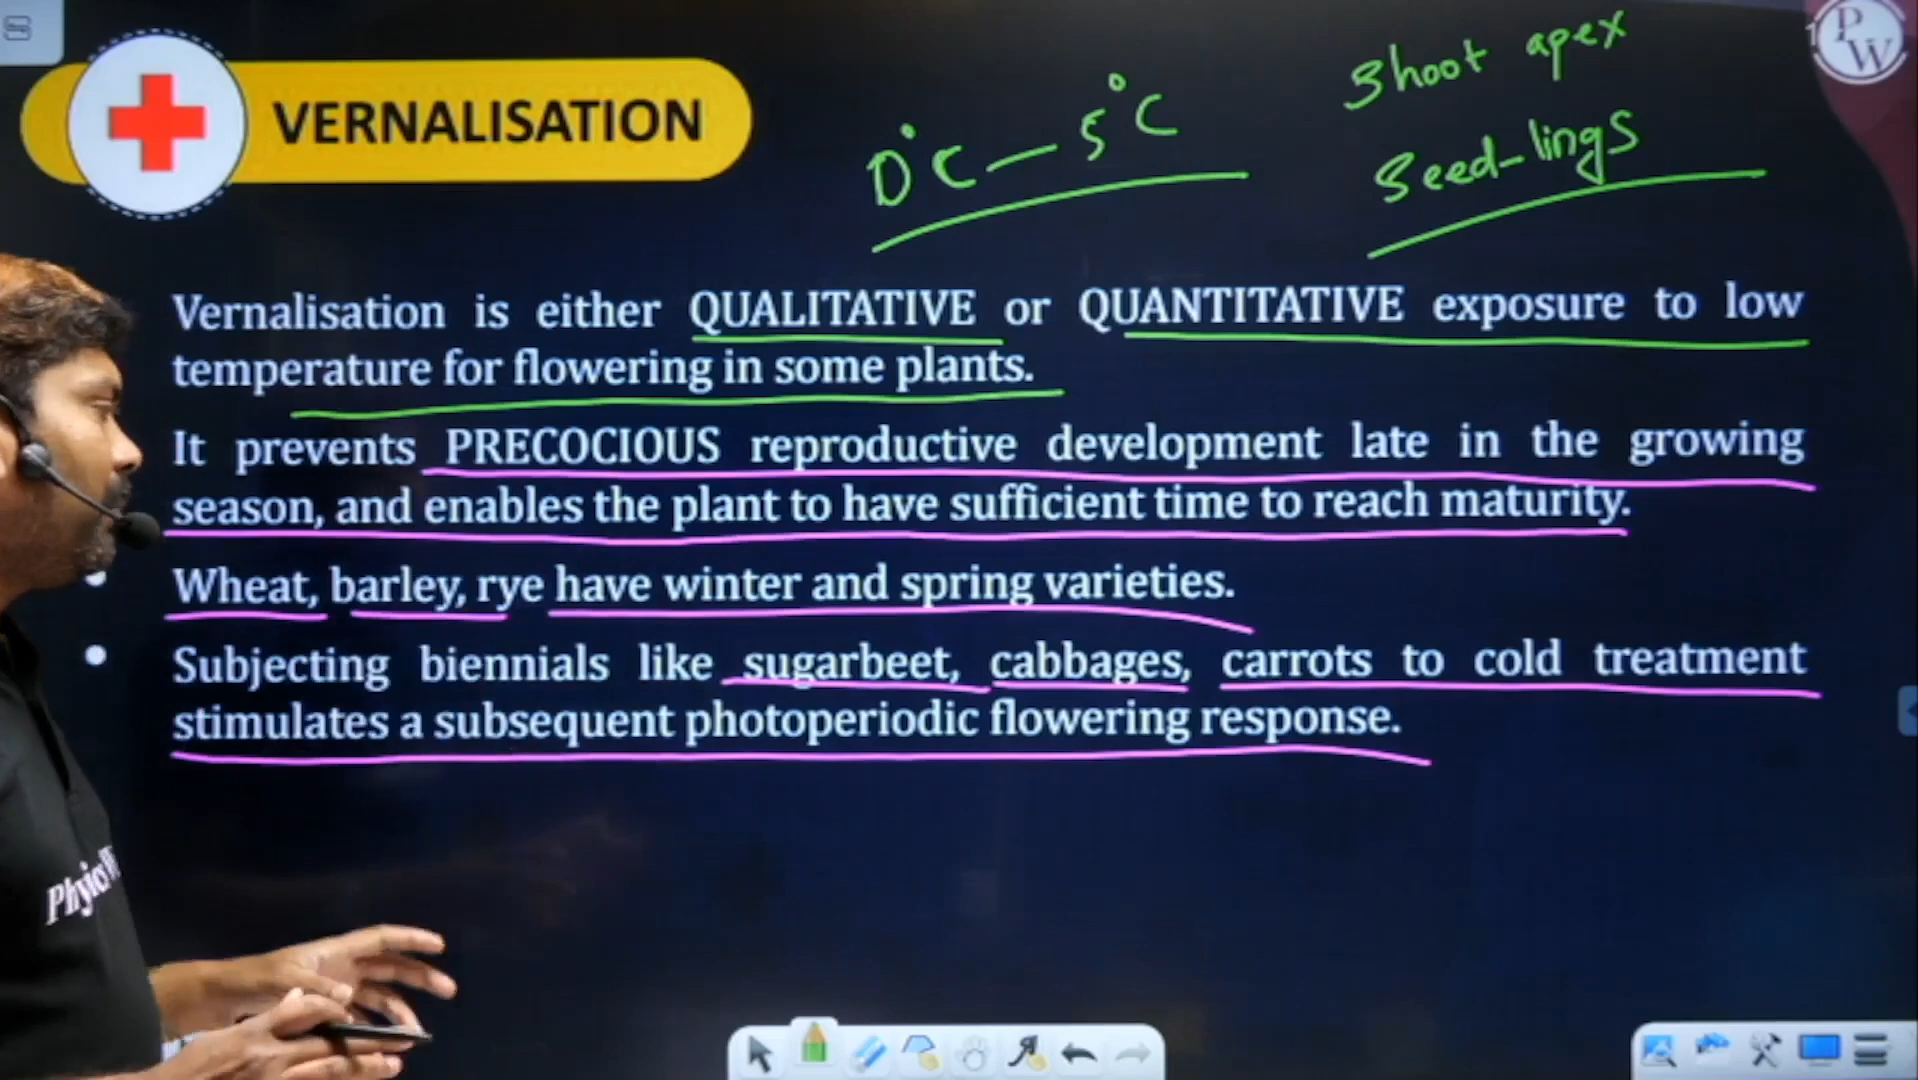 PW
Shoot apex
VERNALISATION
0°C — 5°C
Seed-lings
Vernalisation is either QUALITATIVE or QUANTITATIVE exposure to low
temperature for flowering in some plants.
It prevents PRECOCIOUS reproductive development late in the growing
season, and enables the plant to have sufficient time to reach maturity.
Wheat, barley, rye have winter and spring varieties.
Subjecting biennials like sugarbeet, cabbages, carrots to cold treatment
stimulates a subsequent photoperiodic flowering response.
Physics W